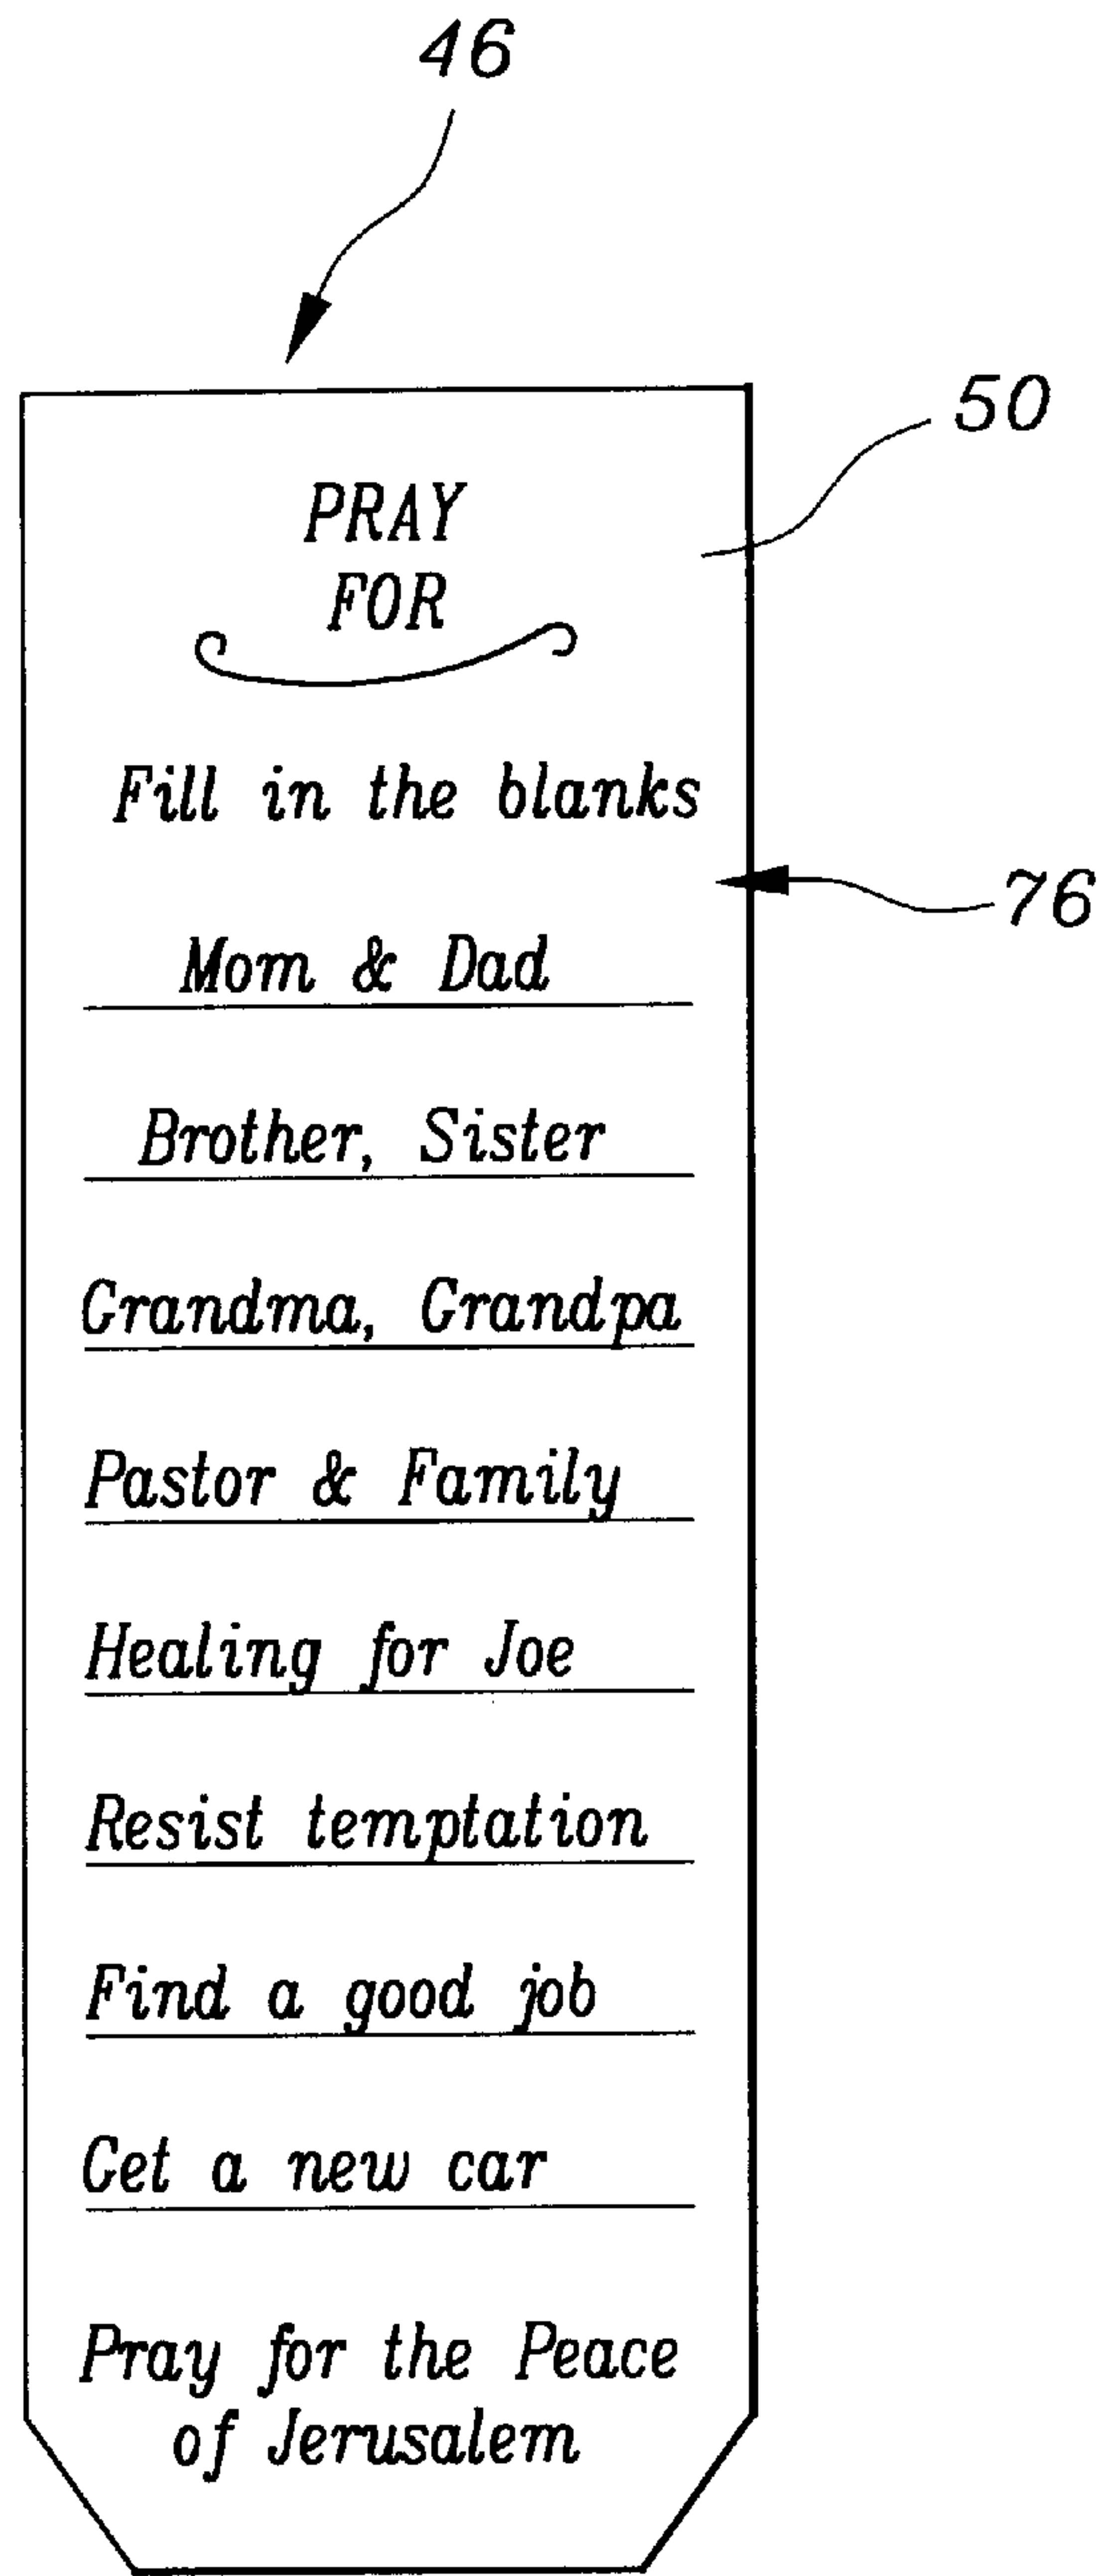 46
50
PRAY
FOR
Fill in the blanks
76
Mom & Dad
Brother, Sister
Grandma, Grandpa
Pastor & Family
Healing for Joe
Resist temptation
Find a good job
Get a new car
Pray for the Peace
of Jerusalem